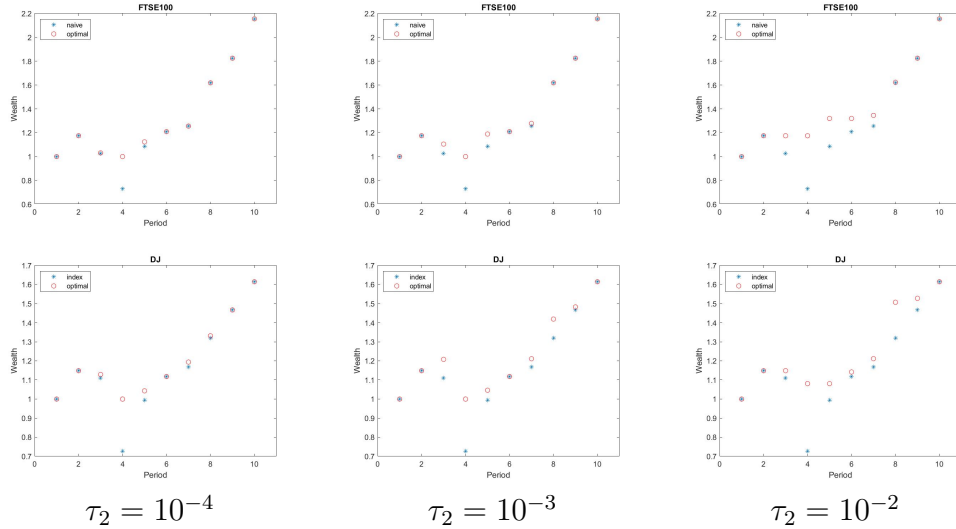 FTSE100 FTSE100 FTSE100
naive naive naive
optimal optimal optimal
2.2 2.2 2.2
2 2 2
1.8 1.8 1.8
1.6 1.6 1.6
1.4 1.4 1.4
1.2 1.2 1.2
1 1 1
0.8 0.8 0.8
0.6 0.6 0.6
Wealth Wealth Wealth
0 2 4 6 8 10 0 2 4 6 8 10 0 2 4 6 8 10
Period Period Period
DJ DJ DJ
index index index
optimal optimal optimal
1.7 1.7 1.7
1.6 1.6 1.6
1.5 1.5 1.5
1.4 1.4 1.4
1.3 1.3 1.3
1.2 1.2 1.2
1.1 1.1 1.1
1 1 1
0.9 0.9 0.9
0.8 0.8 0.8
0.7 0.7 0.7
Wealth Wealth Wealth
0 2 4 6 8 10 0 2 4 6 8 10 0 2 4 6 8 10
Period Period Period
τ₂ = 10⁻⁴ τ₂ = 10⁻³ τ₂ = 10⁻²